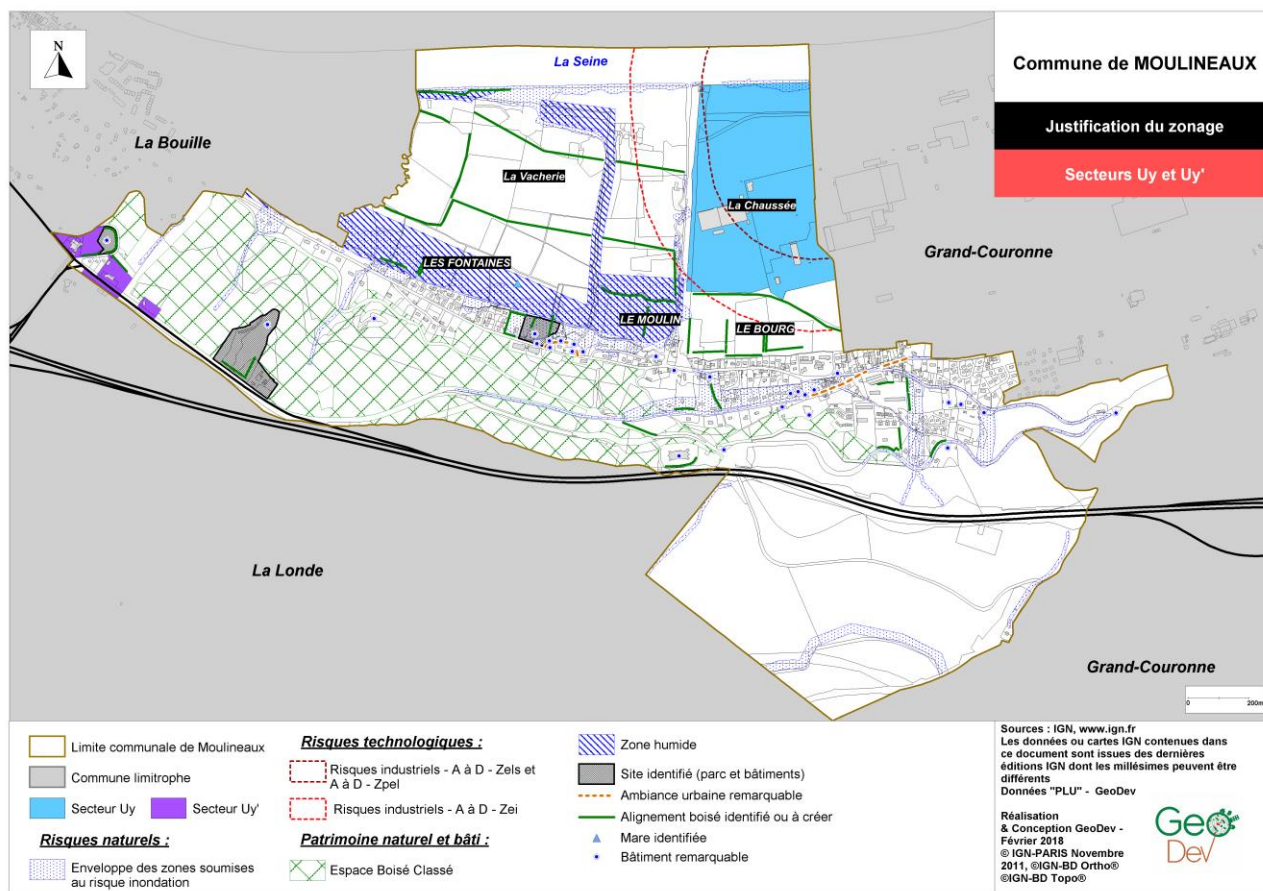 N
La Seine
Commune de MOULINEAUX
Justification du zonage
Secteurs Uy et Uy'
La Bouille
La Vacherie
La Chaussée
Grand-Couronne
LES FONTAINES
LE MOULIN
LE BOURG
La Londe
Grand-Couronne
0 200m
Limite communale de Moulineaux
Commune limitrophe
Secteur Uy
Secteur Uy'
Risques naturels :
Enveloppe des zones soumises
au risque inondation
Risques technologiques :
Risques industriels - A à D - Zels et
A à D - Zpel
Risques industriels - A à D - Zei
Patrimoine naturel et bâti :
Espace Boisé Classé
Zone humide
Site identifié (parc et bâtiments)
Ambiance urbaine remarquable
Alignement boisé identifié ou à créer
Mare identifiée
Bâtiment remarquable
Sources : IGN, www.ign.fr
Les données ou cartes IGN contenues dans
ce document sont issues des dernières
éditions IGN dont les millésimes peuvent être
différents
Données "PLU" - GeoDev
Réalisation
& Conception GeoDev -
Février 2018
© IGN-PARIS Novembre
2011, ©IGN-BD Ortho®
©IGN-BD Topo®
Geo
Dev